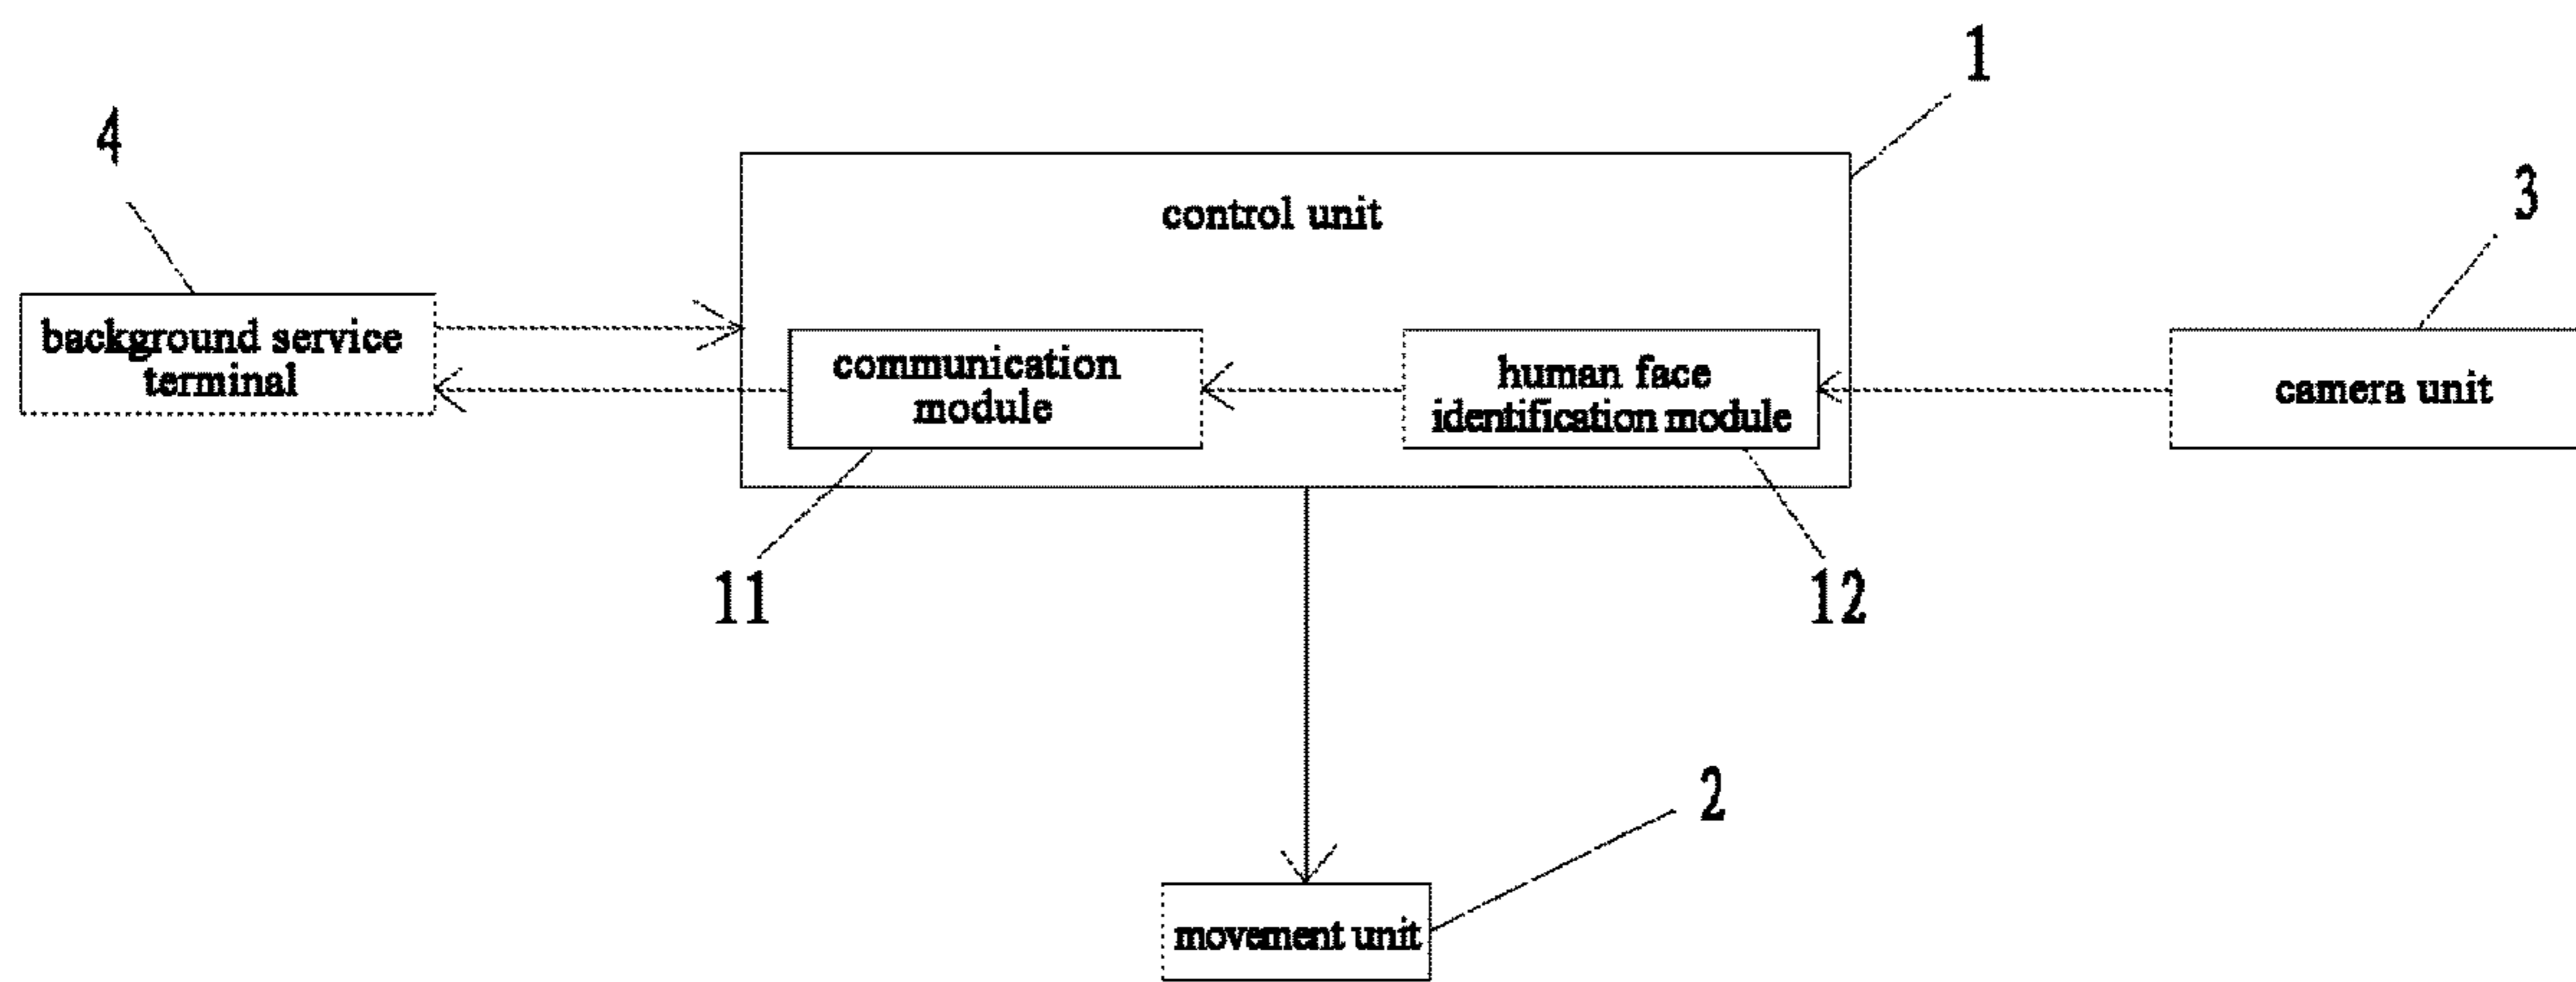 1
4
3
control unit
background service
terminal
communication
module
human face
identification module
camera unit
11
12
2
movement unit